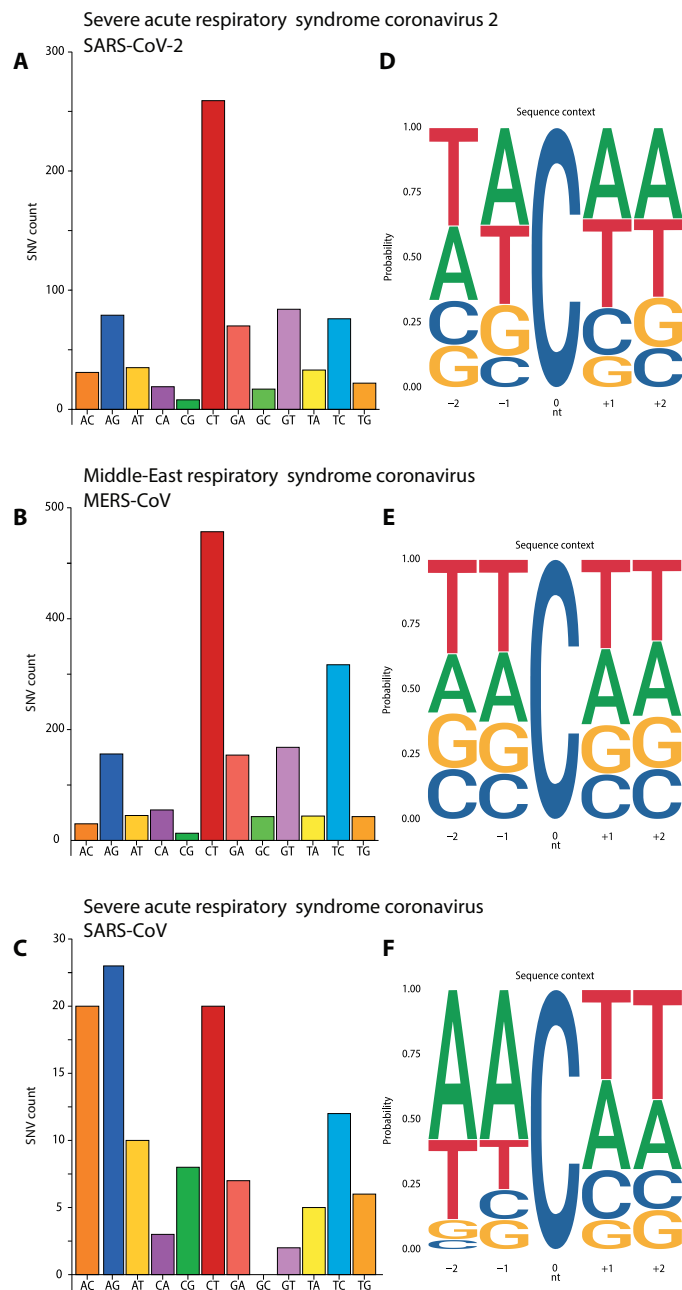 Severe acute respiratory syndrome coronavirus 2
SARS-CoV-2
A
300
200
100
0
SNV count
AC AG AT CA CG CT GA GC GT TA TC TG
D
Sequence context
1.00
0.75
0.50
0.25
0.00
Probability
T A C A A
A T T T
C G C G
G C G C
−2 −1 0 +1 +2
nt
Middle-East respiratory syndrome coronavirus
MERS-CoV
B
500
400
200
0
SNV count
AC AG AT CA CG CT GA GC GT TA TC TG
E
Sequence context
1.00
0.75
0.50
0.25
0.00
Probability
T T C T T
A A A A
G G G G
C C C C
−2 −1 0 +1 +2
nt
Severe acute respiratory syndrome coronavirus
SARS-CoV
C
30
20
10
5
0
SNV count
AC AG AT CA CG CT GA GC GT TA TC TG
F
Sequence context
1.00
0.75
0.50
0.25
0.00
Probability
A A C T T
T T A A
G C C C
C G G G
−2 −1 0 +1 +2
nt